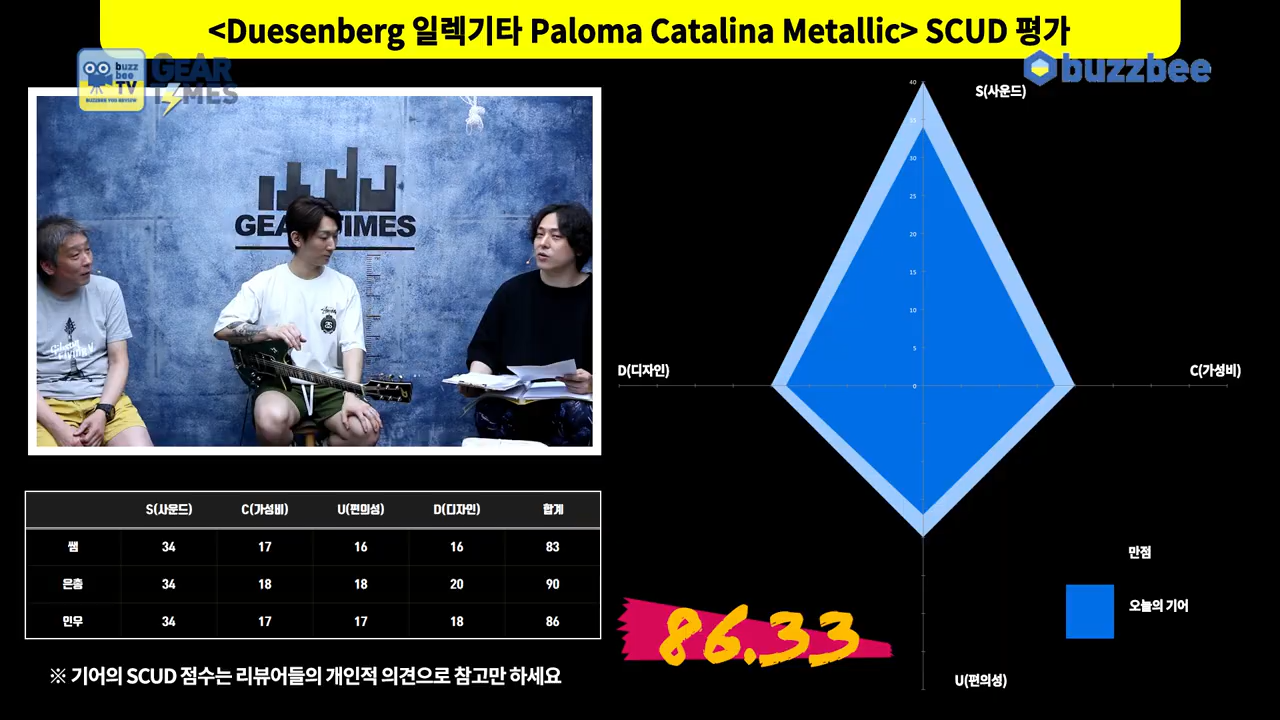 <Duesenberg 일렉기타 Paloma Catalina Metallic> SCUD 평가
buzz
bee
TV
BUZZBEE YOU REVIEW
GEAR
TIMES
buzzbee
GEAR TIMES
S(사운드)
40
35
30
25
20
15
10
5
0
D(디자인)
C(가성비)
U(편의성)
S(사운드) C(가성비) U(편의성) D(디자인) 합계
쌤 34 17 16 16 83
은총 34 18 18 20 90
민우 34 17 17 18 86
86.33
만점
오늘의 기어
※ 기어의 SCUD 점수는 리뷰어들의 개인적 의견으로 참고만 하세요